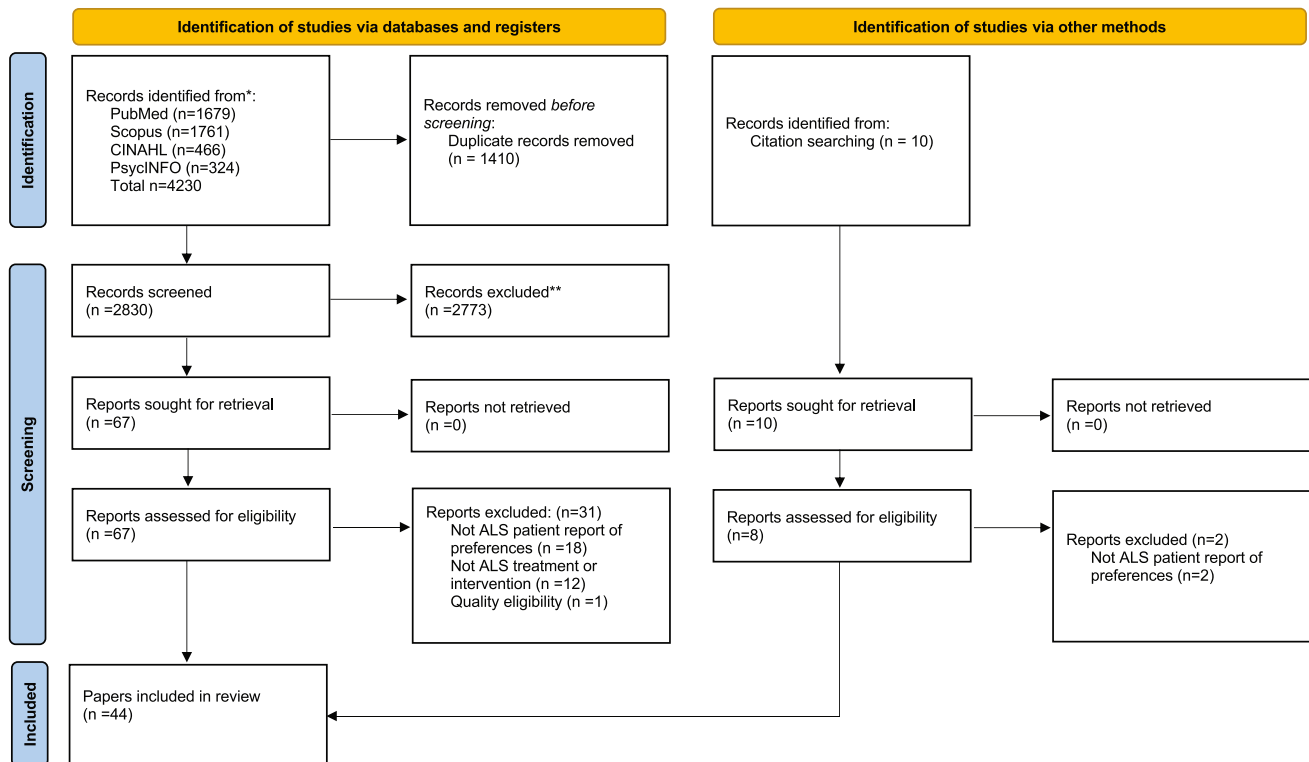 Identification of studies via databases and registers
Identification of studies via other methods
Identification
Records identified from*:
PubMed (n=1679)
Scopus (n=1761)
CINAHL (n=466)
PsycINFO (n=324)
Total n=4230
Records removed before
screening:
Duplicate records removed
(n = 1410)
Records identified from:
Citation searching (n = 10)
Screening
Records screened
(n =2830)
Records excluded**
(n =2773)
Reports sought for retrieval
(n =67)
Reports not retrieved
(n =0)
Reports sought for retrieval
(n =10)
Reports not retrieved
(n =0)
Reports assessed for eligibility
(n =67)
Reports excluded: (n=31)
Not ALS patient report of
preferences (n =18)
Not ALS treatment or
intervention (n =12)
Quality eligibility (n =1)
Reports assessed for eligibility
(n=8)
Reports excluded (n=2)
Not ALS patient report of
preferences (n=2)
Included
Papers included in review
(n =44)